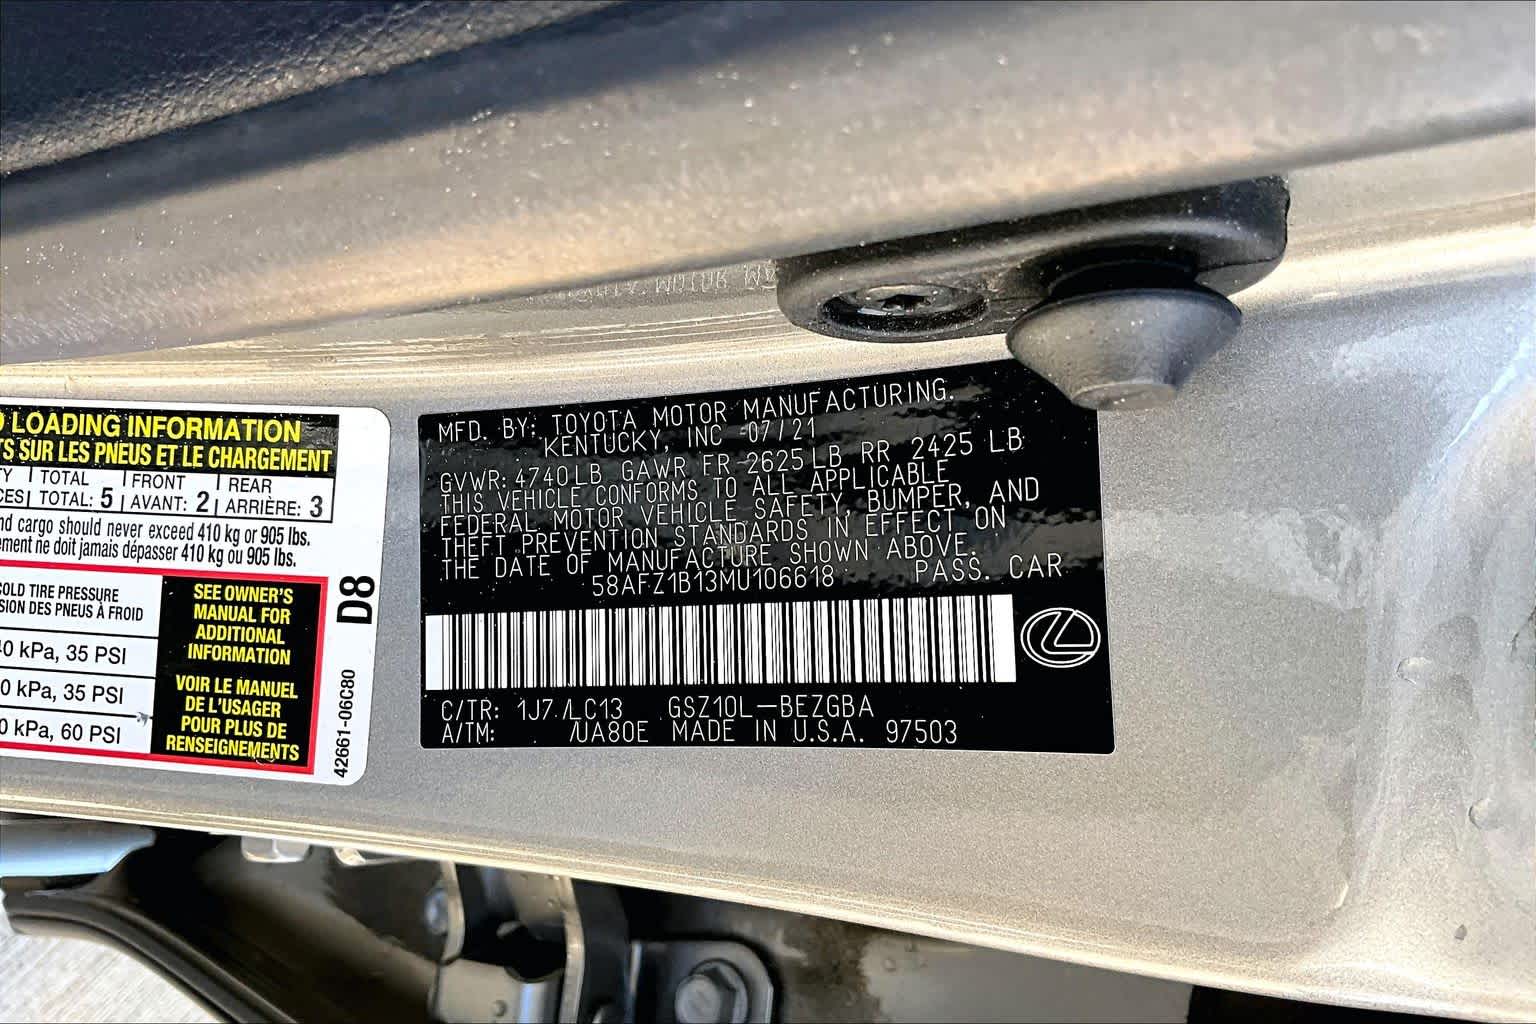 LOADING INFORMATION
SUR LES PNEUS ET LE CHARGEMENT
TOTAL FRONT REAR
TOTAL: 5 AVANT: 2 ARRIÈRE: 3
cargo should never exceed 410 kg or 905 lbs.
ne doit jamais dépasser 410 kg ou 905 lbs.
COLD TIRE PRESSURE
DES PNEUS À FROID
kPa, 35 PSI
kPa, 35 PSI
kPa, 60 PSI
SEE OWNER'S
MANUAL FOR
ADDITIONAL
INFORMATION
VOIR LE MANUEL
DE L'USAGER
POUR PLUS DE
RENSEIGNEMENTS
D8
42661-06C80
MFD. BY: TOYOTA MOTOR MANUFACTURING.
KENTUCKY, INC 07/21
GVWR: 4740LB GAWR FR 2625LB RR 2425 LB
THIS VEHICLE CONFORMS TO ALL APPLICABLE
FEDERAL MOTOR VEHICLE SAFETY, BUMPER, AND
THEFT PREVENTION STANDARDS IN EFFECT ON
THE DATE OF MANUFACTURE SHOWN ABOVE.
58AFZ1B13MU106618 PASS. CAR
C/TR: 1J7 /LC13 GSZ10L-BEZGBA
A/TM: /UA80E MADE IN U.S.A. 97503